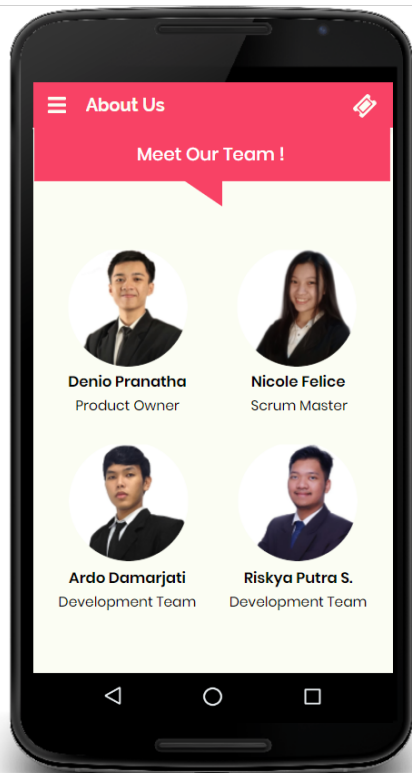 About Us
Meet Our Team !
Denio Pranatha
Nicole Felice
Product Owner
Scrum Master
Ardo Damarjati
Riskya Putra S.
Development Team
Development Team